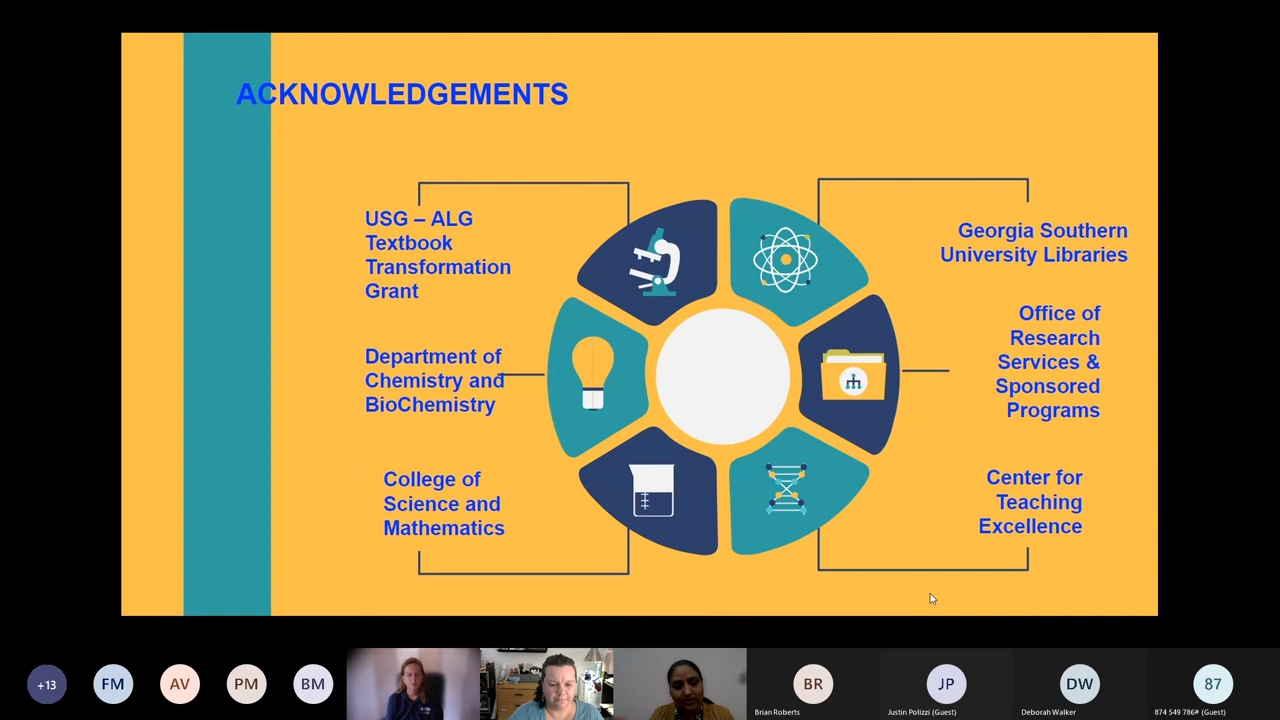 ACKNOWLEDGEMENTS
USG – ALG
Textbook
Transformation
Grant
Department of
Chemistry and
BioChemistry
College of
Science and
Mathematics
Georgia Southern
University Libraries
Office of
Research
Services &
Sponsored
Programs
Center for
Teaching
Excellence
+13
FM
AV
PM
BM
BR
Brian Roberts
JP
Justin Polizzi (Guest)
DW
Deborah Walker
87
874 549 786# (Guest)